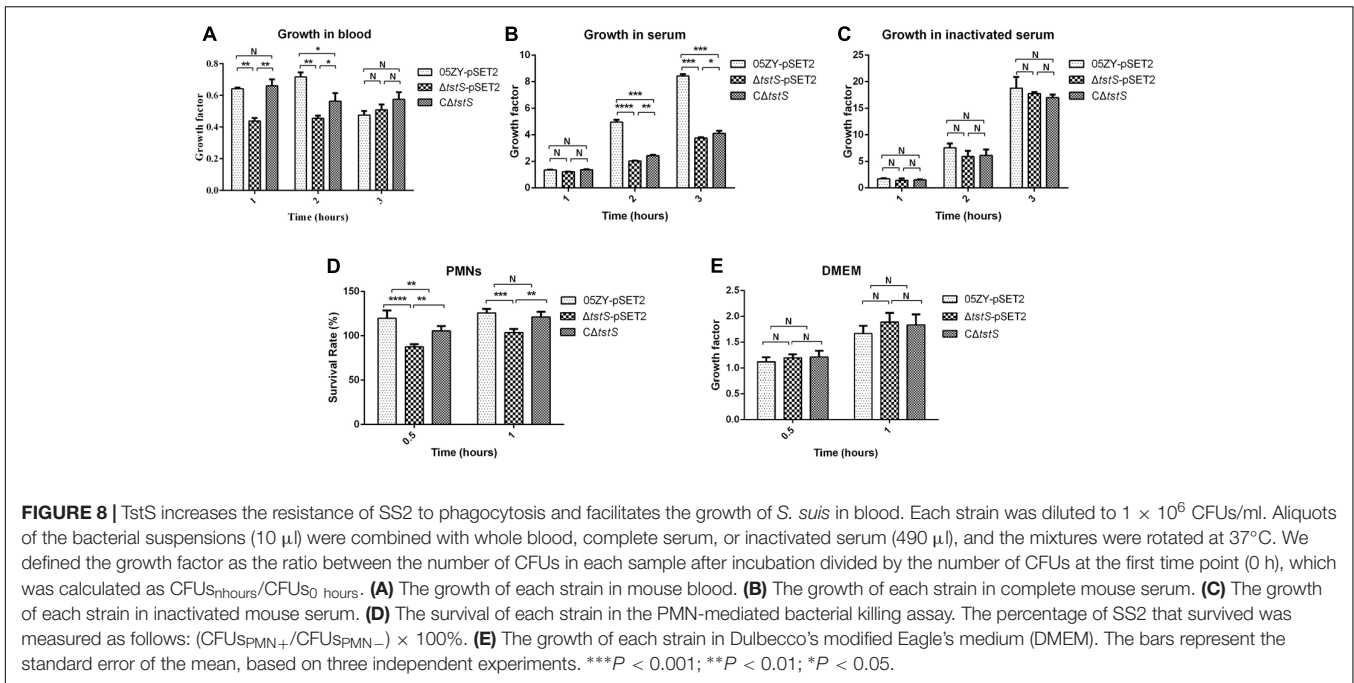 A
Growth in blood
N
*
** **
** *
N
N N
Growth factor
0.8
0.6
0.4
0.2
0.0
1 2 3
Time (hours)
05ZY-pSET2
ΔtstS-pSET2
CΔtstS
B
Growth in serum
N
N N
***
**** **
***
*** *
Growth factor
10
8
6
4
2
0
1 2 3
Time (hours)
05ZY-pSET2
ΔtstS-pSET2
CΔtstS
C
Growth in inactivated serum
N
N N
N
N N
N
N N
Growth factor
25
20
15
10
5
0
1 2 3
Time (hours)
05ZY-pSET2
ΔtstS-pSET2
CΔtstS
D
PMNs
**
**** **
N
*** **
Survival Rate (%)
150
100
50
0
0.5 1
Time (hours)
05ZY-pSET2
ΔtstS-pSET2
CΔtstS
E
DMEM
N
N N
N
N N
Growth factor
2.5
2.0
1.5
1.0
0.5
0.0
0.5 1
Time (hours)
05ZY-pSET2
ΔtstS-pSET2
CΔtstS
FIGURE 8 | TstS increases the resistance of SS2 to phagocytosis and facilitates the growth of S. suis in blood. Each strain was diluted to 1 × 10⁶ CFUs/ml. Aliquots
of the bacterial suspensions (10 μl) were combined with whole blood, complete serum, or inactivated serum (490 μl), and the mixtures were rotated at 37°C. We
defined the growth factor as the ratio between the number of CFUs in each sample after incubation divided by the number of CFUs at the first time point (0 h), which
was calculated as CFUsnhours/CFUs0 hours. (A) The growth of each strain in mouse blood. (B) The growth of each strain in complete mouse serum. (C) The growth
of each strain in inactivated mouse serum. (D) The survival of each strain in the PMN-mediated bacterial killing assay. The percentage of SS2 that survived was
measured as follows: (CFUsPMN+/CFUsPMN−) × 100%. (E) The growth of each strain in Dulbecco's modified Eagle's medium (DMEM). The bars represent the
standard error of the mean, based on three independent experiments. ***P < 0.001; **P < 0.01; *P < 0.05.